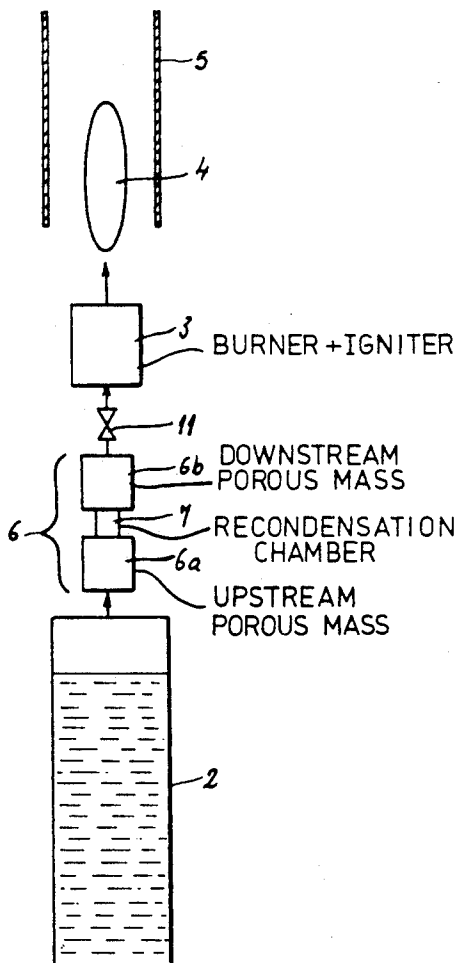 5
4
3
BURNER+IGNITER
11
6b
DOWNSTREAM
POROUS MASS
6
7
RECONDENSATION
CHAMBER
6a
UPSTREAM
POROUS MASS
2